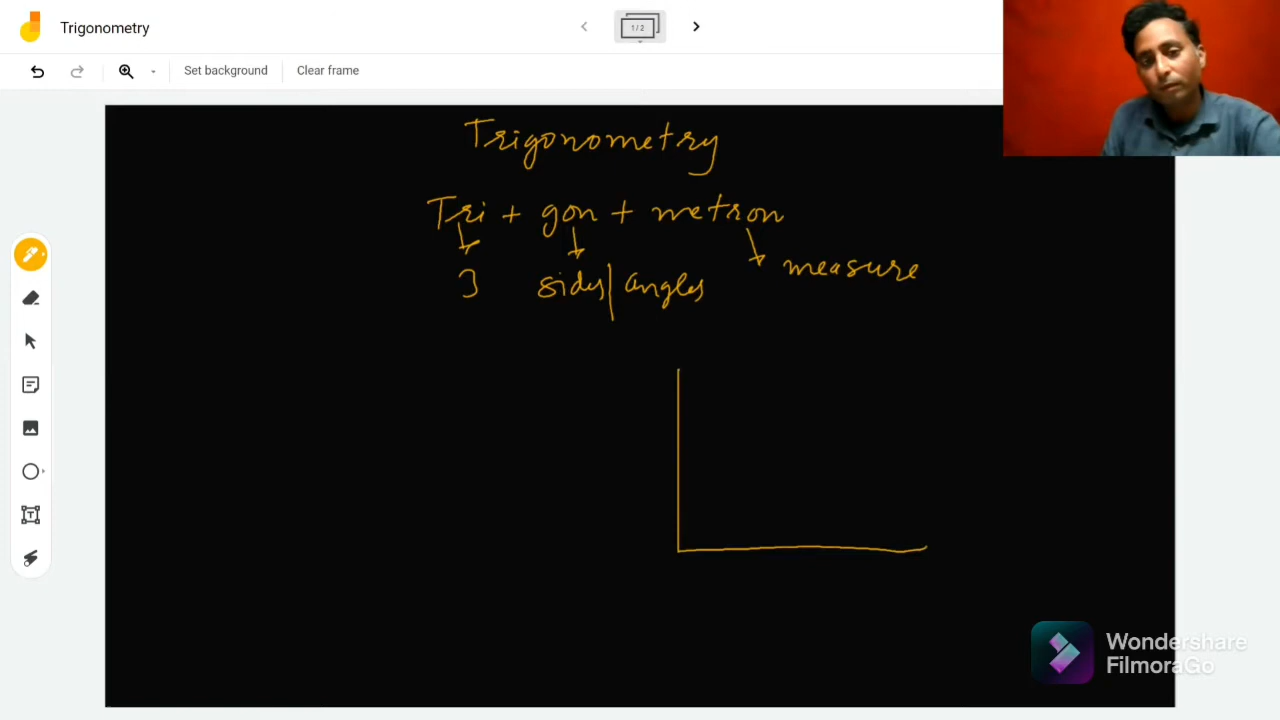 Trigonometry
1 / 2
Set background
Clear frame
Trigonometry
Tri + gon + metron
3 sides | angles measure
Wondershare
FilmoraGo